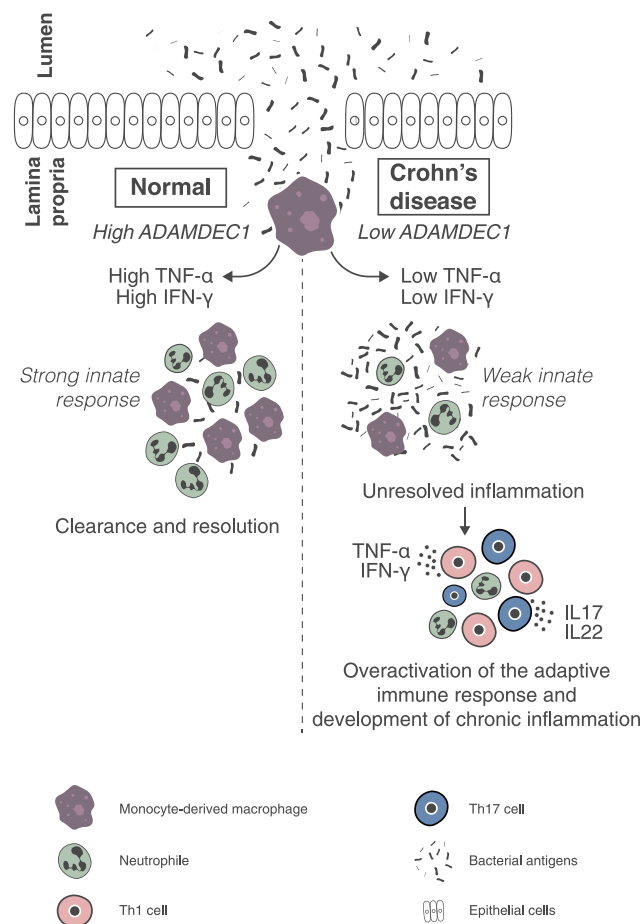 Lumen
Lamina
propria
Normal
Crohn's
disease
High ADAMDEC1
Low ADAMDEC1
High TNF-α
High IFN-γ
Low TNF-α
Low IFN-γ
Strong innate
response
Weak innate
response
Clearance and resolution
Unresolved inflammation
TNF-α
IFN-γ
IL17
IL22
Overactivation of the adaptive
immune response and
development of chronic inflammation
Monocyte-derived macrophage
Th17 cell
Neutrophile
Bacterial antigens
Th1 cell
Epithelial cells